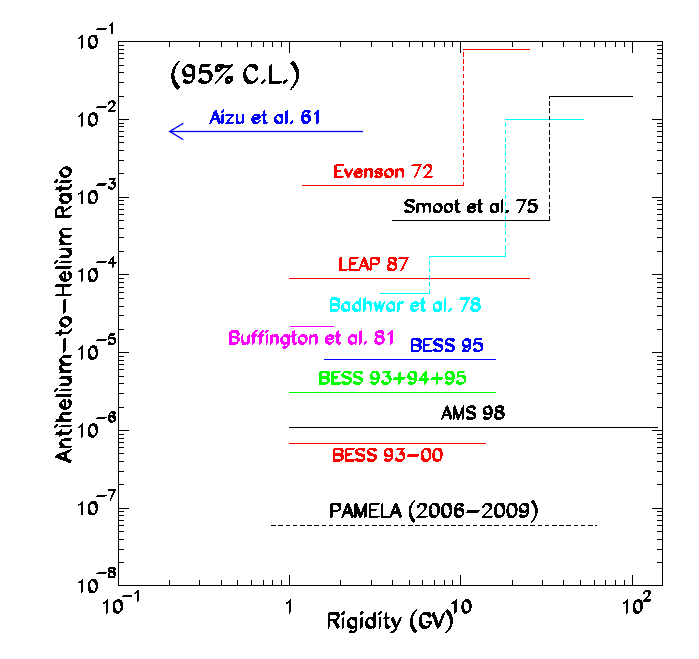 10^-1
(95% C.L.)
Aizu et al. 61
10^-2
Evenson 72
10^-3
Smoot et al. 75
LEAP 87
10^-4
Badhwar et al. 78
Buffington et al. 81
BESS 95
10^-5
BESS 93+94+95
AMS 98
10^-6
BESS 93-00
10^-7
PAMELA (2006-2009)
10^-8
Antihelium-to-Helium Ratio
10^-1 1 10 10^2
Rigidity (GV)